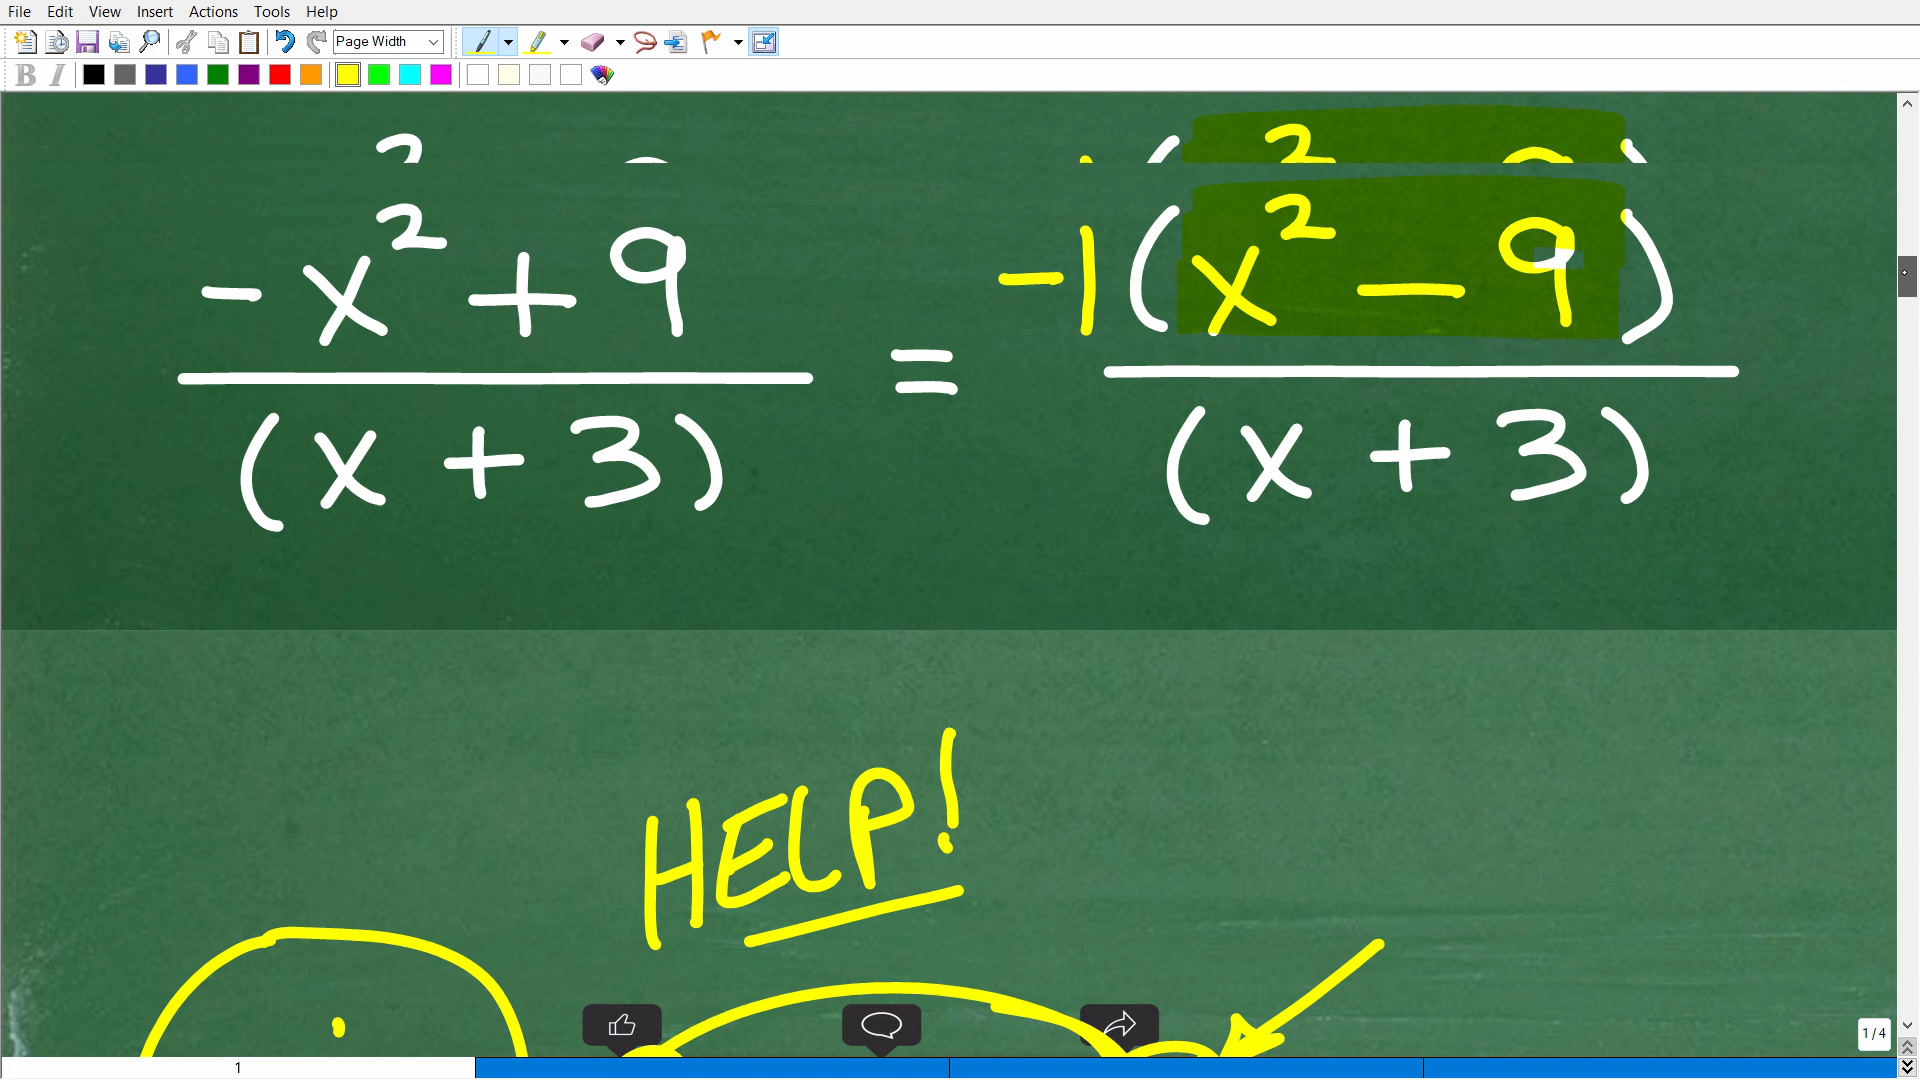 File Edit View Insert Actions Tools Help
Page Width
B I
-x² + 9 / (x + 3) = -1(x² - 9) / (x + 3)
HELP!
1 / 4
1